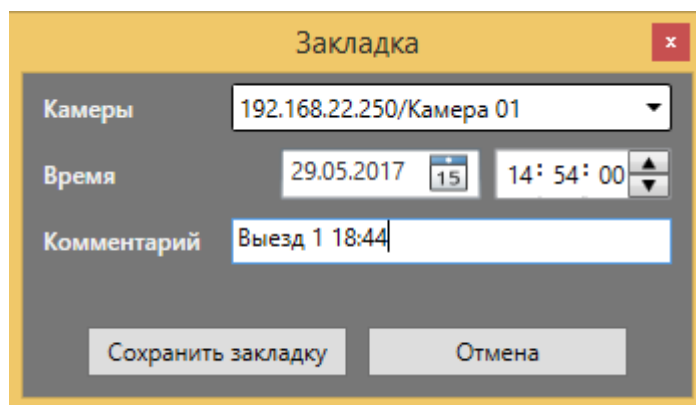 Закладка
x
Камеры 192.168.22.250/Камера 01
Время 29.05.2017 15 14: 54: 00
Комментарий Выезд 1 18:44
Сохранить закладку Отмена